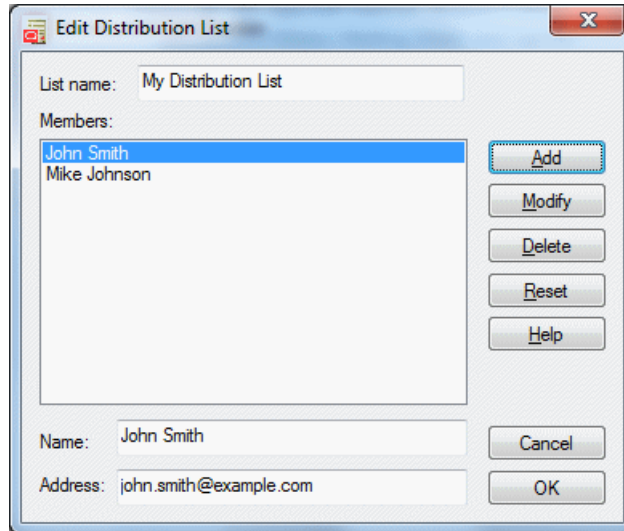 Edit Distribution List
List name: My Distribution List
Members:
John Smith
Mike Johnson
Add
Modify
Delete
Reset
Help
Name: John Smith
Cancel
Address: john.smith@example.com
OK